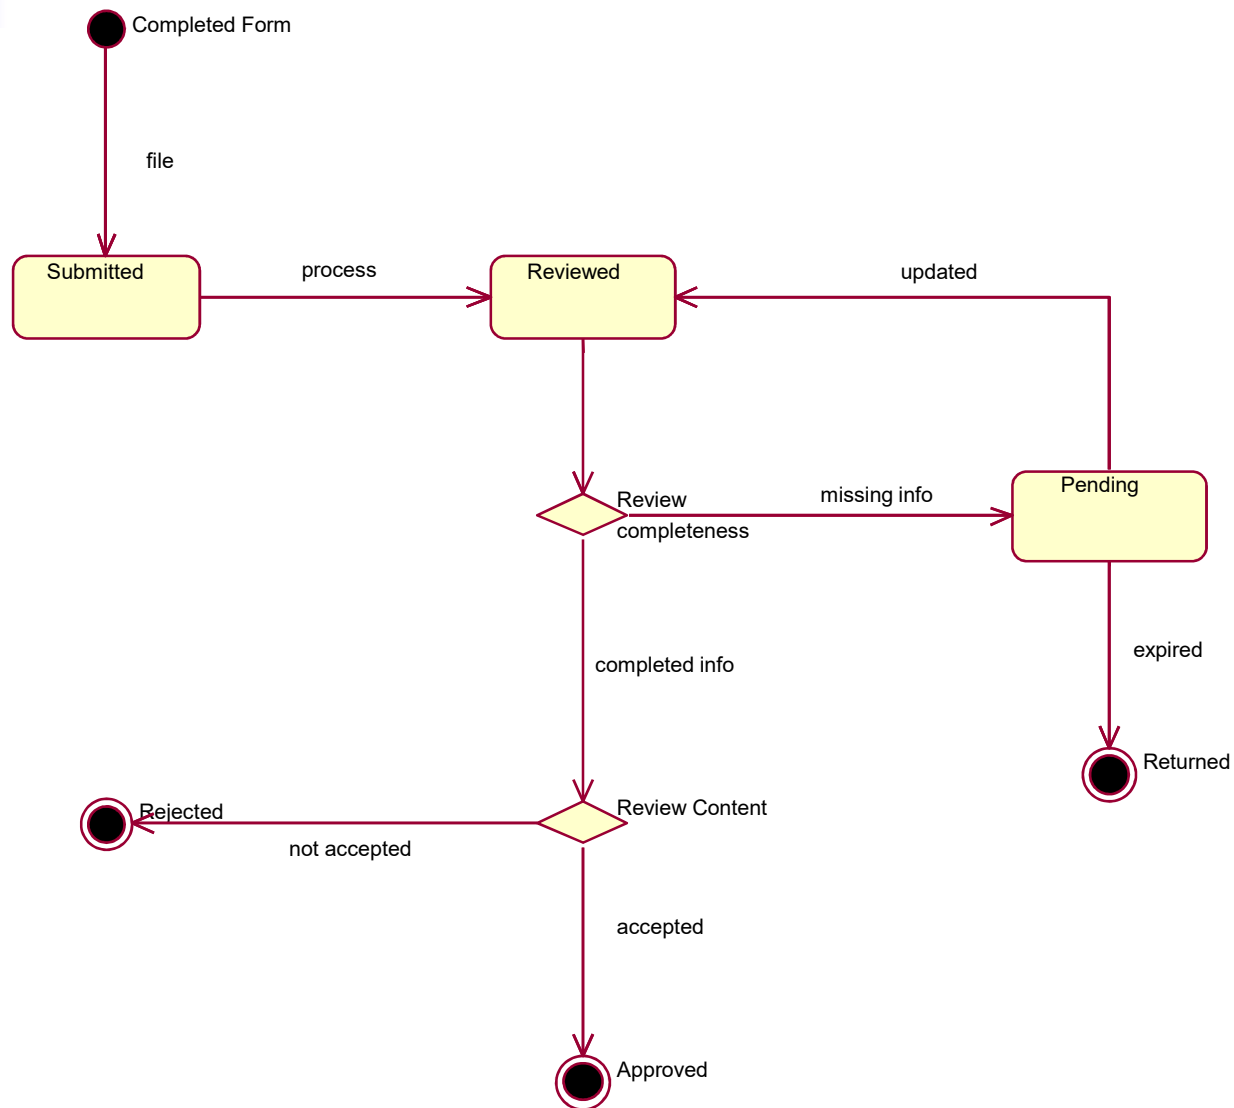 Completed Form
file
Submitted
process
Reviewed
updated
Review
completeness
missing info
Pending
completed info
expired
Returned
Rejected
not accepted
Review Content
accepted
Approved